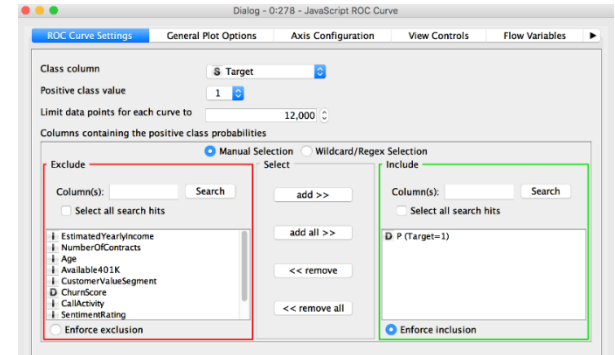 Dialog - 0:278 - JavaScript ROC Curve
ROC Curve Settings General Plot Options Axis Configuration View Controls Flow Variables
Class column S Target
Positive class value 1
Limit data points for each curve to 12,000
Columns containing the positive class probabilities
Manual Selection Wildcard/Regex Selection
Exclude Select Include
Column(s): Search add >> Column(s): Search
Select all search hits Select all search hits
I EstimatedYearlyIncome add all >> D P (Target=1)
I NumberOfContracts
I Age
I Available401K << remove
I CustomerValueSegment
D ChurnScore
I CallActivity << remove all
I SentimentRating
Enforce exclusion Enforce inclusion